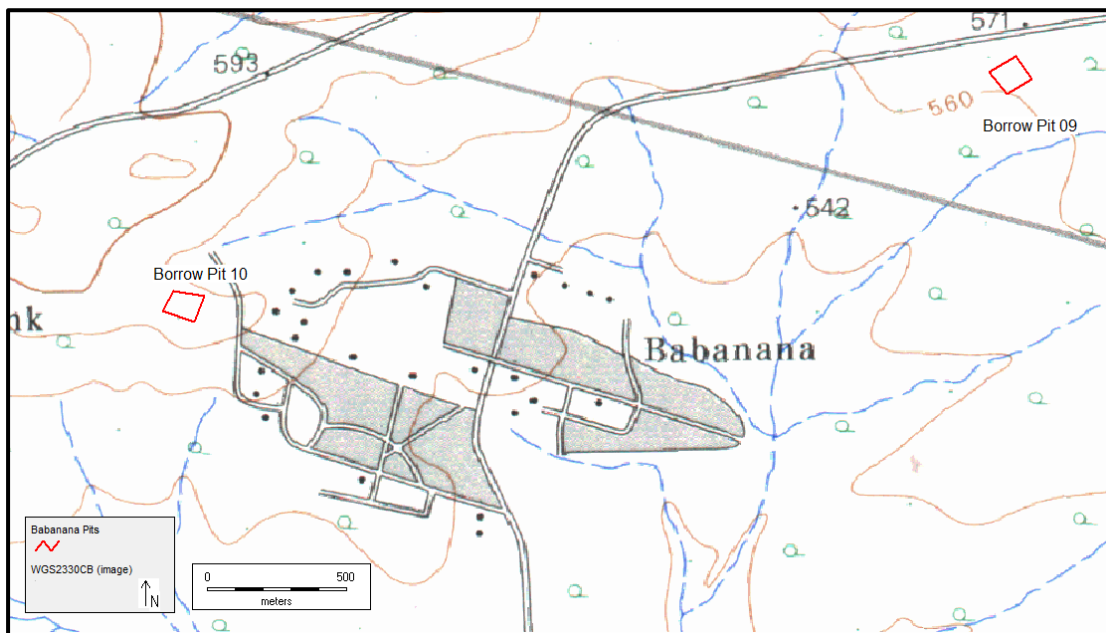 571
593
560
Borrow Pit 09
542
Borrow Pit 10
nk
Babanana
Babanana Pits
WGS2330CB (image)
N
0 500
meters